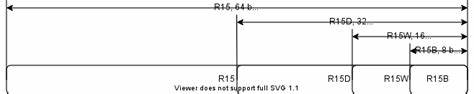 R15, 64 b...
R15D, 32...
R15W, 16...
R15B, 8 b...
R15 R15D R15W R15B
Viewer does not support full SVG 1.1